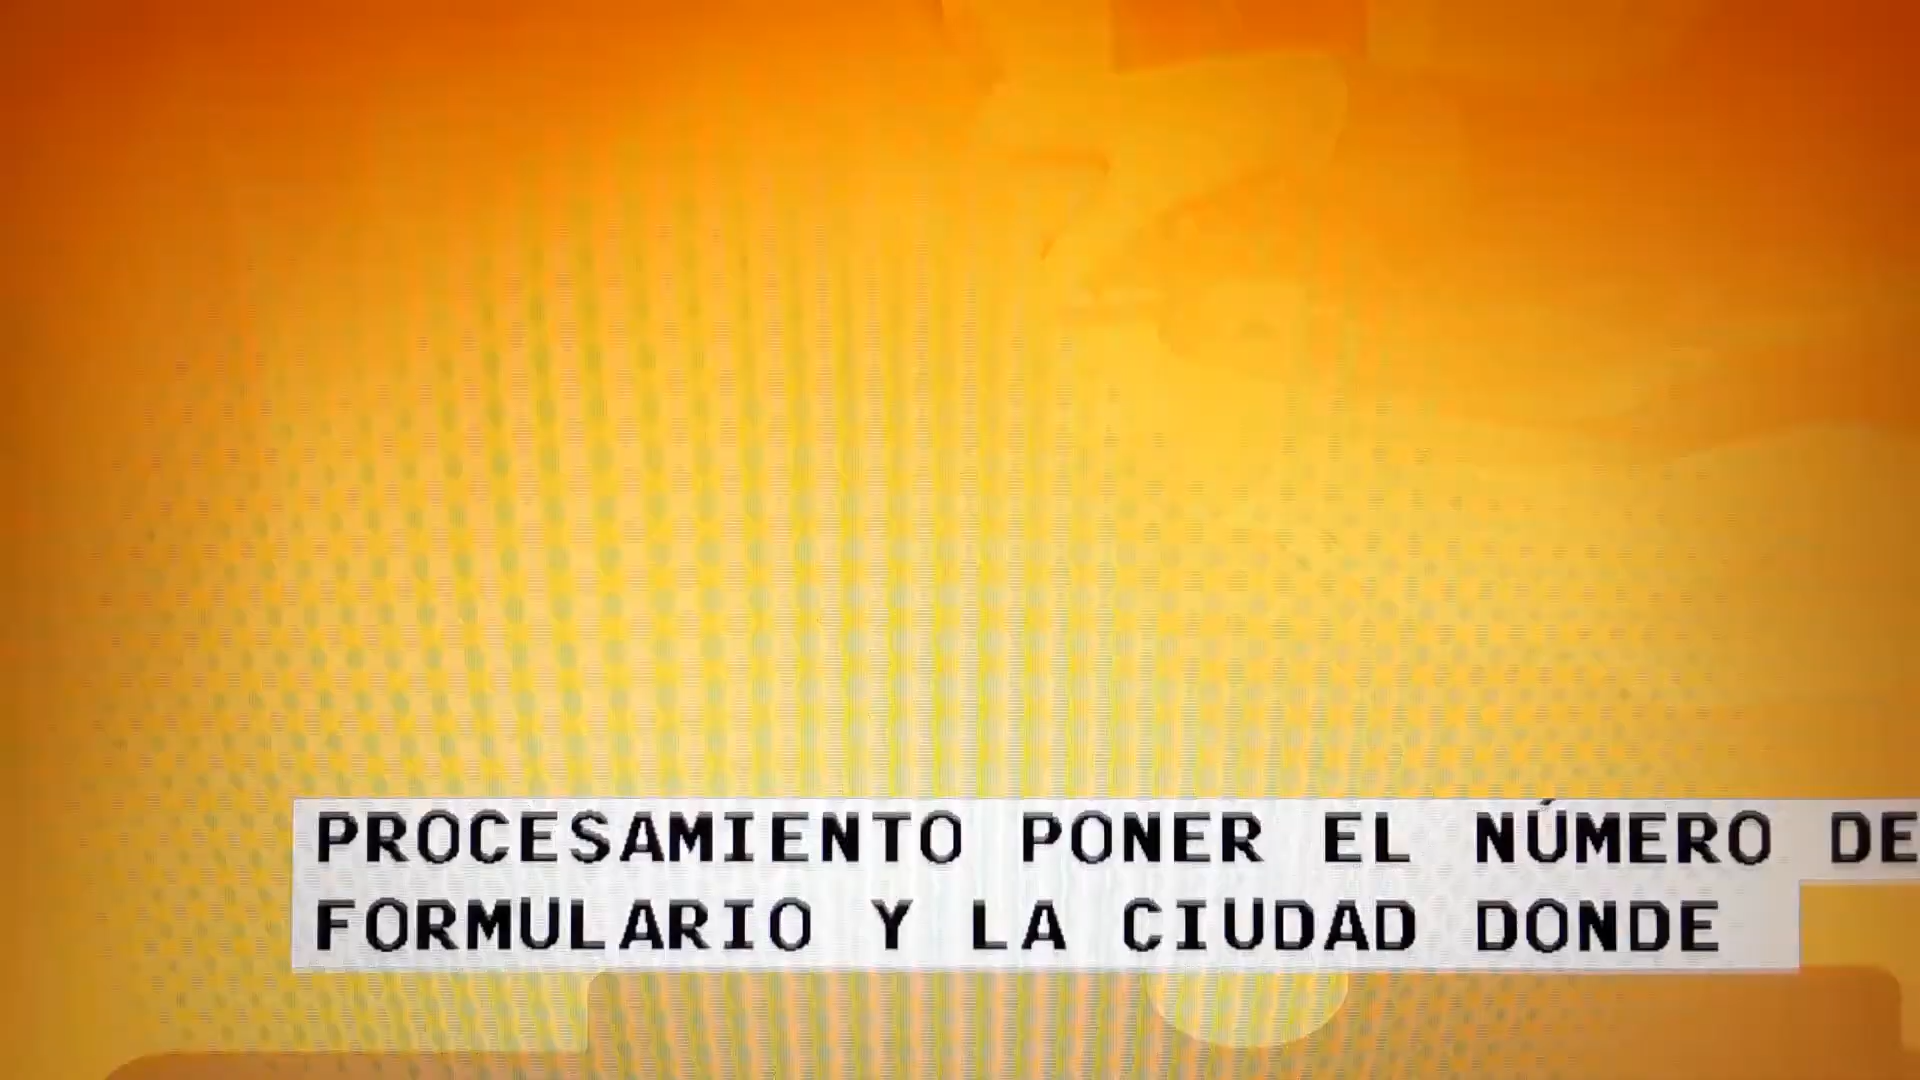 PROCESAMIENTO PONER EL NÚMERO DE
FORMULARIO Y LA CIUDAD DONDE